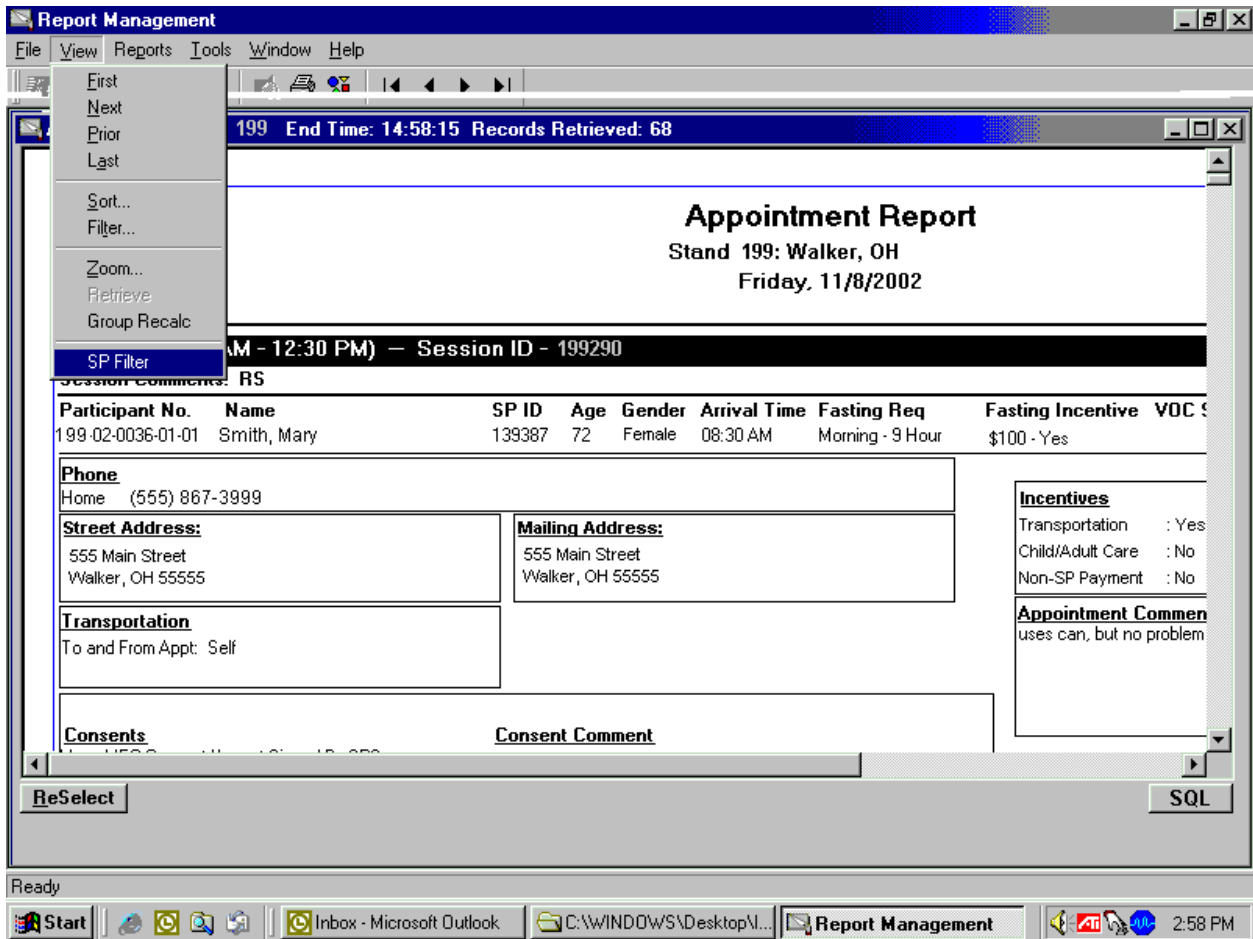 Report Management
File View Reports Tools Window Help
First
Next
Prior
Last
Sort...
Filter...
Zoom...
Retrieve
Group Recalc
SP Filter
199 End Time: 14:58:15 Records Retrieved: 68
Appointment Report
Stand 199: Walker, OH
Friday, 11/8/2002
AM - 12:30 PM) — Session ID - 199290
Session Comments: RS
Participant No. Name SP ID Age Gender Arrival Time Fasting Req Fasting Incentive VOC
199-02-0036-01-01 Smith, Mary 139387 72 Female 08:30 AM Morning - 9 Hour $100 - Yes
Phone
Home (555) 867-3999
Street Address:
555 Main Street
Walker, OH 55555
Mailing Address:
555 Main Street
Walker, OH 55555
Incentives
Transportation : Yes
Child/Adult Care : No
Non-SP Payment : No
Transportation
To and From Appt: Self
Appointment Commen
uses can, but no problem
Consents Consent Comment
ReSelect SQL
Ready
Start Inbox - Microsoft Outlook C:\WINDOWS\Desktop\I... Report Management ATI 2:58 PM